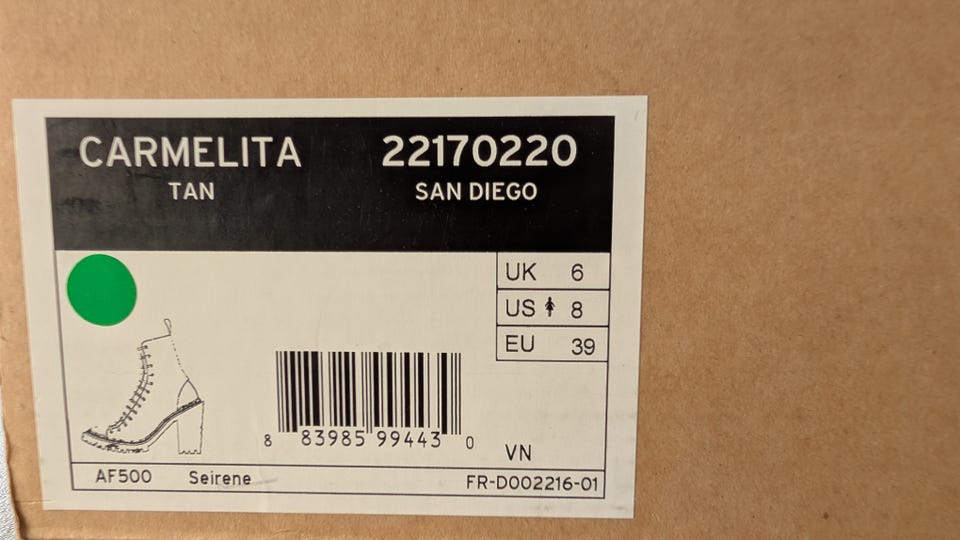 CARMELITA 22170220
TAN SAN DIEGO
UK 6
US 8
EU 39
8 83985 99443 0
VN
AF500 Seirene FR-D002216-01